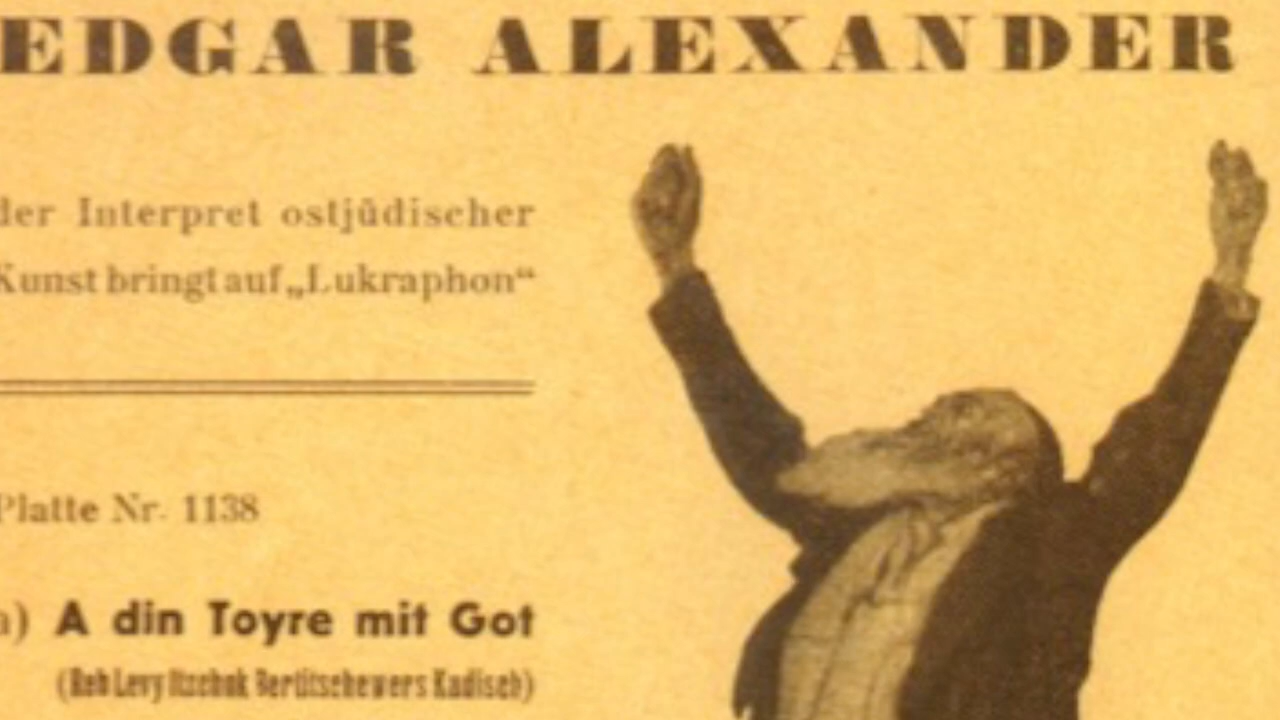 EDGAR ALEXANDER
der Interpret ostjüdischer
Kunst bringt auf „Lukraphon“
Platte Nr. 1138
a) A din Toyre mit Got
(Reb Levy Itzchok Bertitschewers Kadisch)